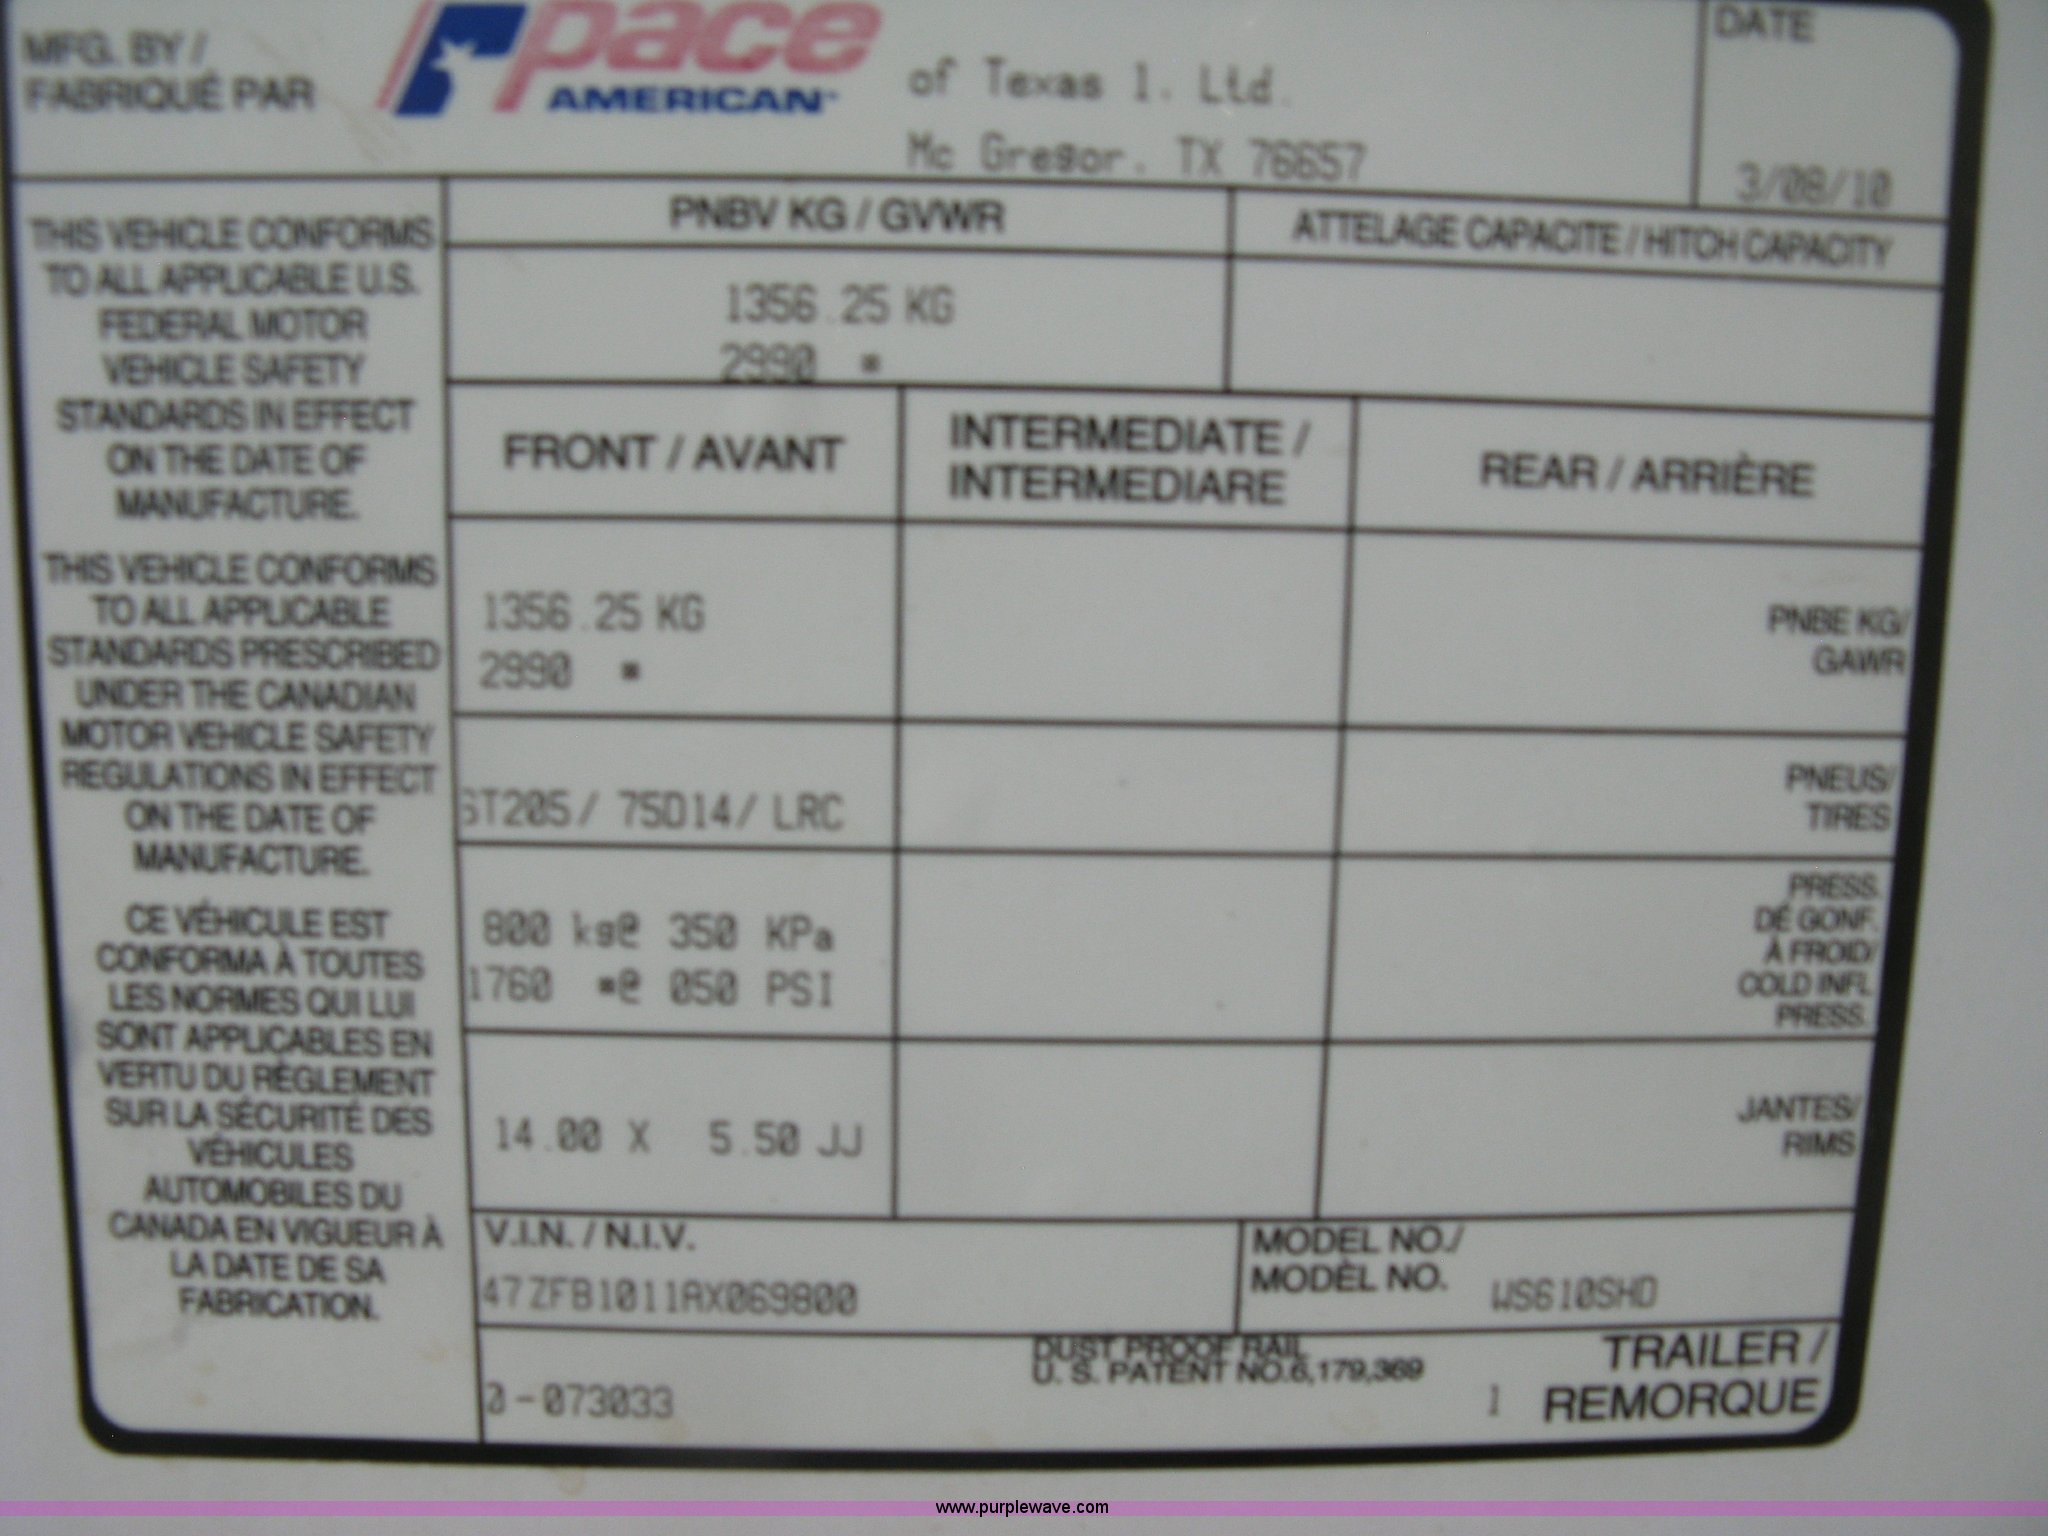 MFG. BY /
FABRIQUÉ PAR
pace
AMERICAN
of Texas 1. Ltd.
Mc Gregor. TX 76657
DATE
3/08/10
THIS VEHICLE CONFORMS
TO ALL APPLICABLE U.S.
FEDERAL MOTOR
VEHICLE SAFETY
STANDARDS IN EFFECT
ON THE DATE OF
MANUFACTURE.
THIS VEHICLE CONFORMS
TO ALL APPLICABLE
STANDARDS PRESCRIBED
UNDER THE CANADIAN
MOTOR VEHICLE SAFETY
REGULATIONS IN EFFECT
ON THE DATE OF
MANUFACTURE.
CE VÉHICULE EST
CONFORMA À TOUTES
LES NORMES QUI LUI
SONT APPLICABLES EN
VERTU DU RÈGLEMENT
SUR LA SÉCURITÉ DES
VÉHICULES
AUTOMOBILES DU
CANADA EN VIGUEUR À
LA DATE DE SA
FABRICATION.
PNBV KG / GVWR
1356.25 KG
2990 #
ATTELAGE CAPACITE / HITCH CAPACITY
FRONT / AVANT
INTERMEDIATE /
INTERMEDIARE
REAR / ARRIÈRE
1356.25 KG
2990 #
PNBE KG/
GAWR
ST205/ 75D14/ LRC
PNEUS/
TIRES
800 kg@ 350 KPa
1760 #@ 050 PSI
PRESS.
DÉ GONF.
À FROID/
COLD INFL.
PRESS.
14.00 X 5.50 JJ
JANTES/
RIMS
V.I.N. / N.I.V.
47ZFB1011AX069800
MODEL NO./
MODÈL NO. WS610SHD
0-073033
DUST PROOF RAIL
U. S. PATENT NO.6,179,369
1
TRAILER /
REMORQUE
www.purplewave.com